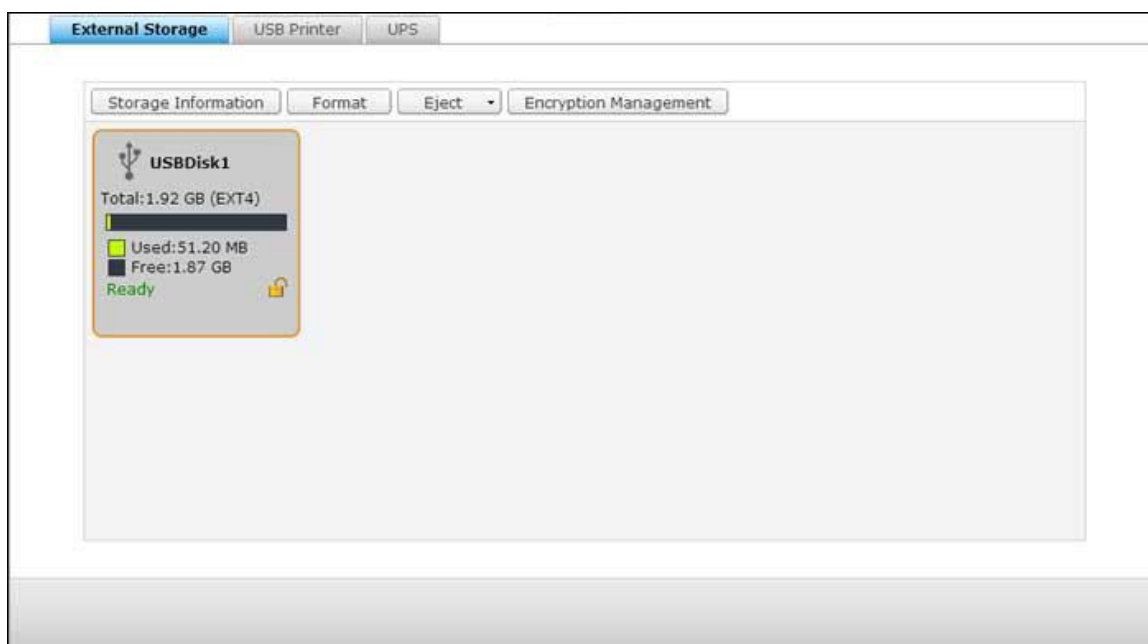 External Storage USB Printer UPS
Storage Information Format Eject Encryption Management
USBDisk1
Total:1.92 GB (EXT4)
Used:51.20 MB
Free:1.87 GB
Ready